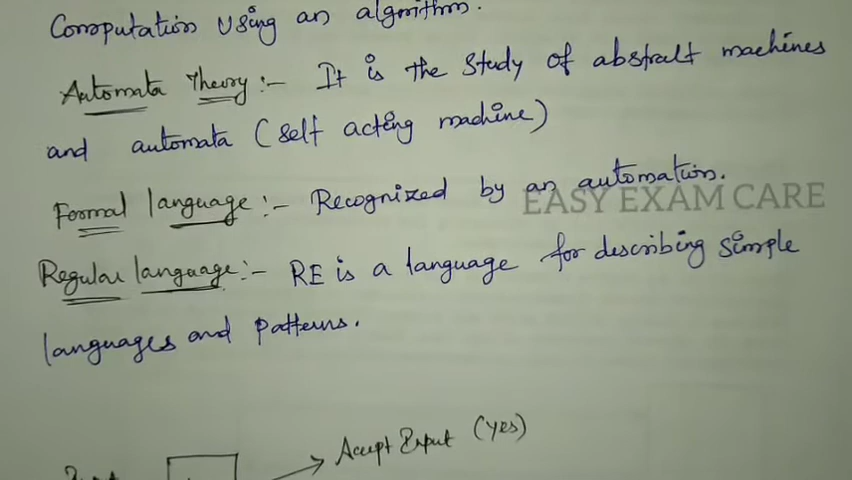 Computation using an algorithm.
Automata Theory :- It is the study of abstralt machines
and automata (self acting machine)
Formal language :- Recognized by an automation.
EASY EXAM CARE
Regular language :- RE is a language for describing simple
languages and patterns.
Accept Input (yes)